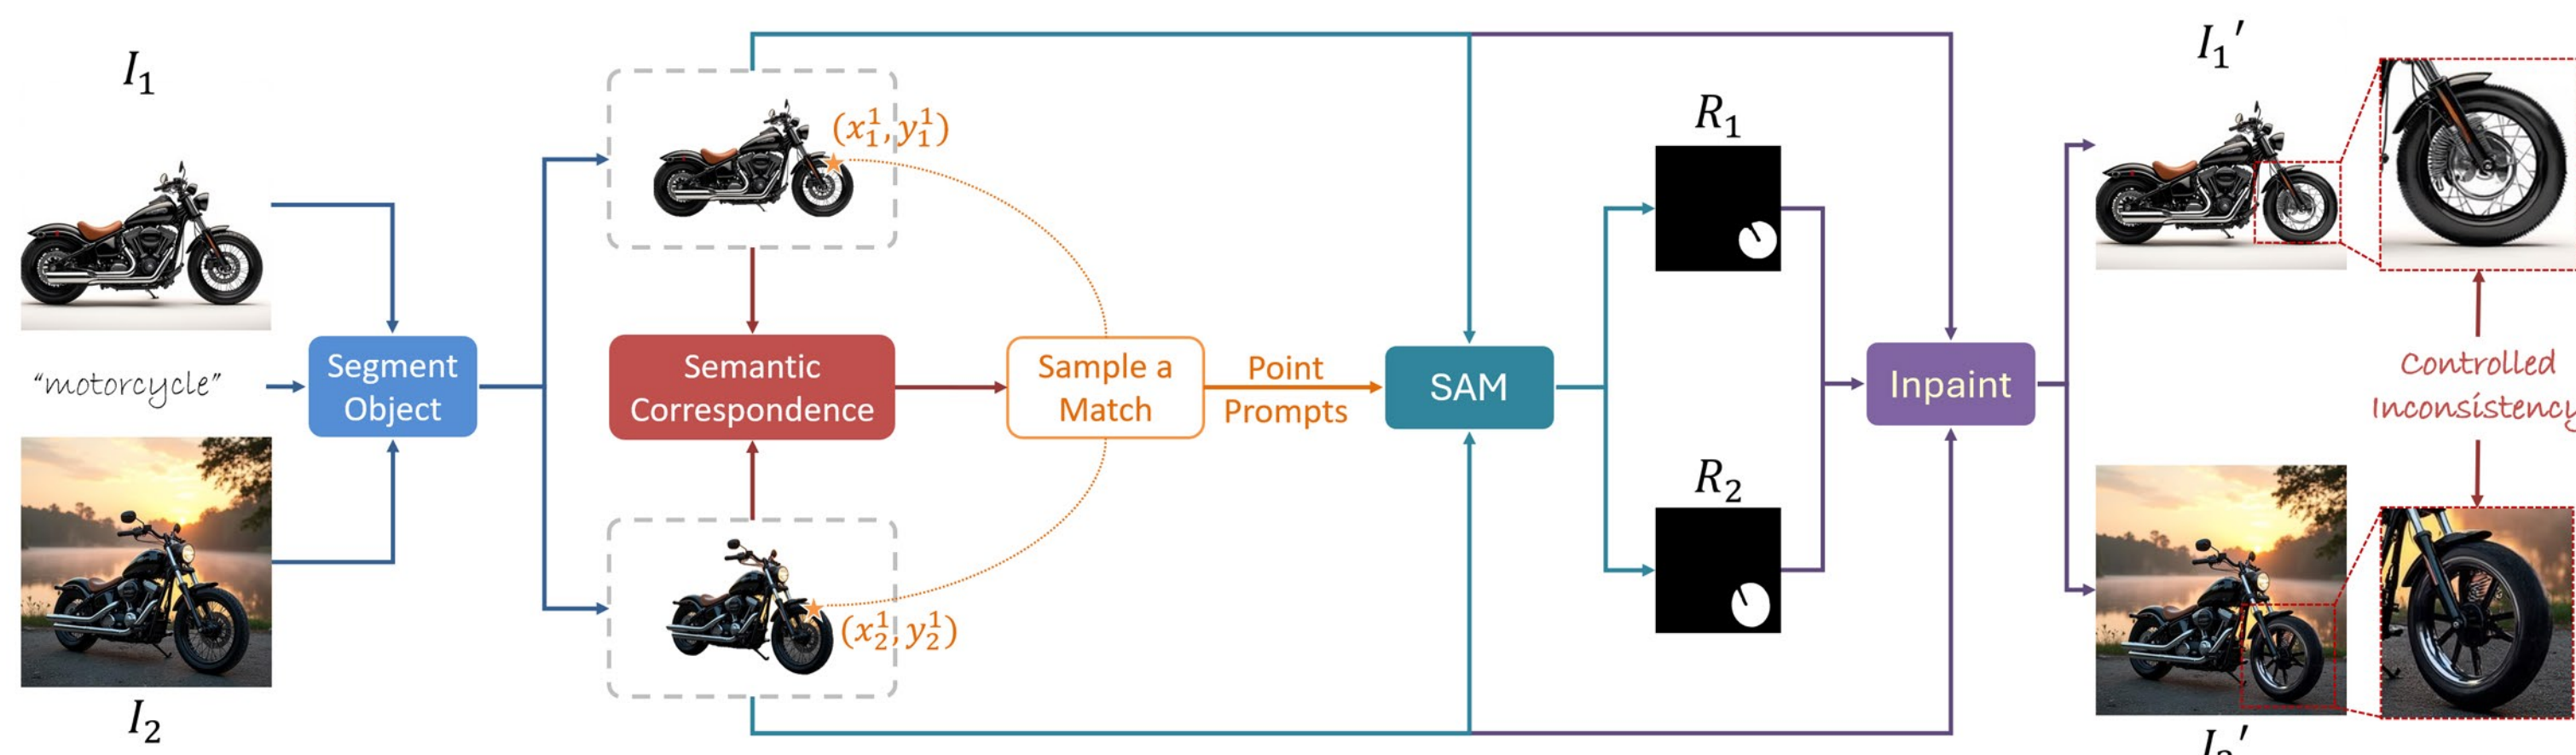 I₁
"motorcycle"
I₂
Segment
Object
(x₁¹, y₁¹)
Semantic
Correspondence
(x₂¹, y₂¹)
Sample a
Match
Point
Prompts
SAM
R₁
R₂
Inpaint
I₁′
Controlled
Inconsistency
I₂′